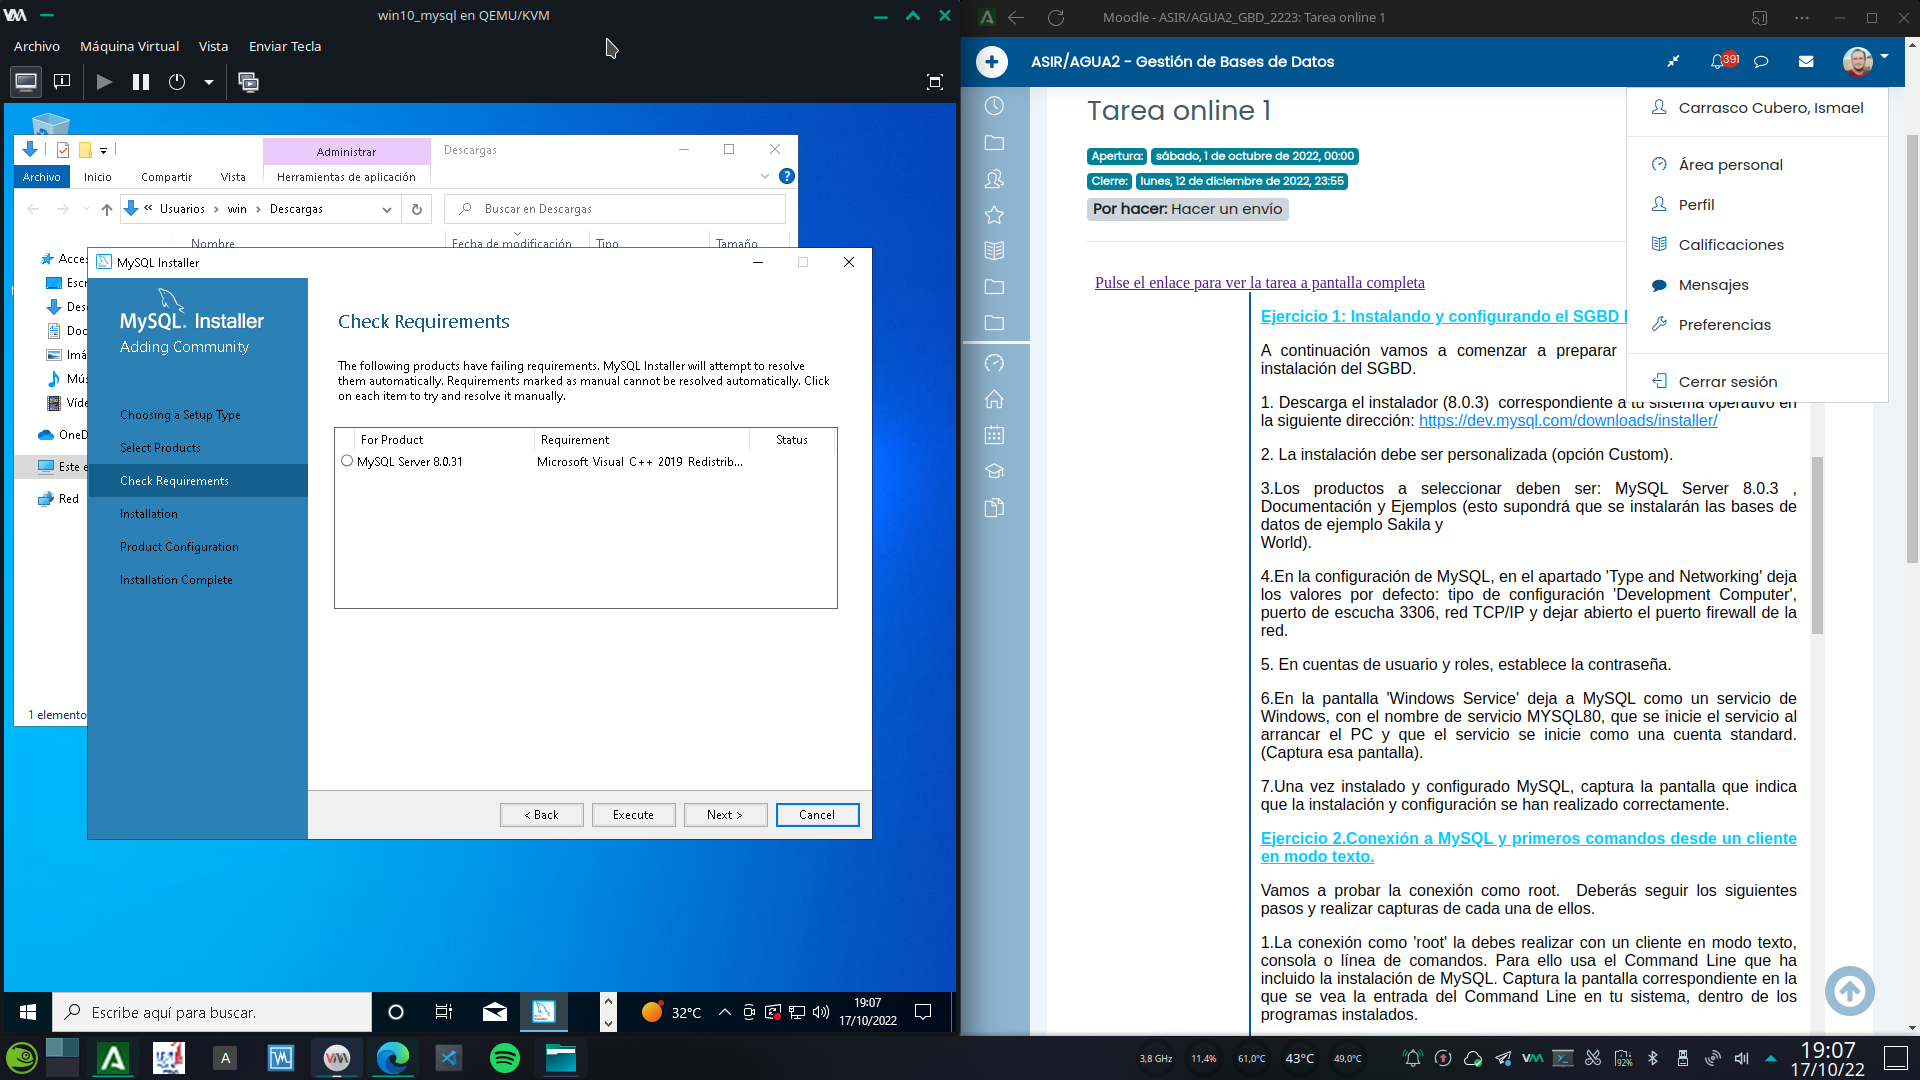 win10_mysql en QEMU/KVM
Archivo Máquina Virtual Vista Enviar Tecla
Administrar Descargas
Archivo Inicio Compartir Vista Herramientas de aplicación
« Usuarios > win > Descargas
Buscar en Descargas
Nombre Fecha de modificación Tipo Tamaño
Este e
Red
1 elemento
MySQL Installer
MySQL. Installer
Adding Community
Choosing a Setup Type
Select Products
Check Requirements
Installation
Product Configuration
Installation Complete
Check Requirements
The following products have failing requirements. MySQL Installer will attempt to resolve
them automatically. Requirements marked as manual cannot be resolved automatically. Click
on each item to try and resolve it manually.
For Product Requirement Status
MySQL Server 8.0.31 Microsoft Visual C++ 2019 Redistrib...
< Back Execute Next > Cancel
Escribe aquí para buscar.
32°C
19:07
17/10/2022
Moodle - ASIR/AGUA2_GBD_2223: Tarea online 1
ASIR/AGUA2 - Gestión de Bases de Datos
391
Tarea online 1
Apertura: sábado, 1 de octubre de 2022, 00:00
Cierre: lunes, 12 de diciembre de 2022, 23:55
Por hacer: Hacer un envío
Carrasco Cubero, Ismael
Área personal
Perfil
Calificaciones
Mensajes
Preferencias
Cerrar sesión
Pulse el enlace para ver la tarea a pantalla completa
Ejercicio 1: Instalando y configurando el SGBD
A continuación vamos a comenzar a preparar
instalación del SGBD.
1. Descarga el instalador (8.0.3) correspondiente a tu sistema operativo en
la siguiente dirección: https://dev.mysql.com/downloads/installer/
2. La instalación debe ser personalizada (opción Custom).
3.Los productos a seleccionar deben ser: MySQL Server 8.0.3 ,
Documentación y Ejemplos (esto supondrá que se instalarán las bases de
datos de ejemplo Sakila y
World).
4.En la configuración de MySQL, en el apartado 'Type and Networking' deja
los valores por defecto: tipo de configuración 'Development Computer',
puerto de escucha 3306, red TCP/IP y dejar abierto el puerto firewall de la
red.
5. En cuentas de usuario y roles, establece la contraseña.
6.En la pantalla 'Windows Service' deja a MySQL como un servicio de
Windows, con el nombre de servicio MYSQL80, que se inicie el servicio al
arrancar el PC y que el servicio se inicie como una cuenta standard.
(Captura esa pantalla).
7.Una vez instalado y configurado MySQL, captura la pantalla que indica
que la instalación y configuración se han realizado correctamente.
Ejercicio 2.Conexión a MySQL y primeros comandos desde un cliente
en modo texto.
Vamos a probar la conexión como root. Deberás seguir los siguientes
pasos y realizar capturas de cada una de ellos.
1.La conexión como 'root' la debes realizar con un cliente en modo texto,
consola o línea de comandos. Para ello usa el Command Line que ha
incluido la instalación de MySQL. Captura la pantalla correspondiente en la
que se vea la entrada del Command Line en tu sistema, dentro de los
programas instalados.
3,8 GHz 11,4% 61,0°C 43°C 49,0°C
92%
19:07
17/10/22